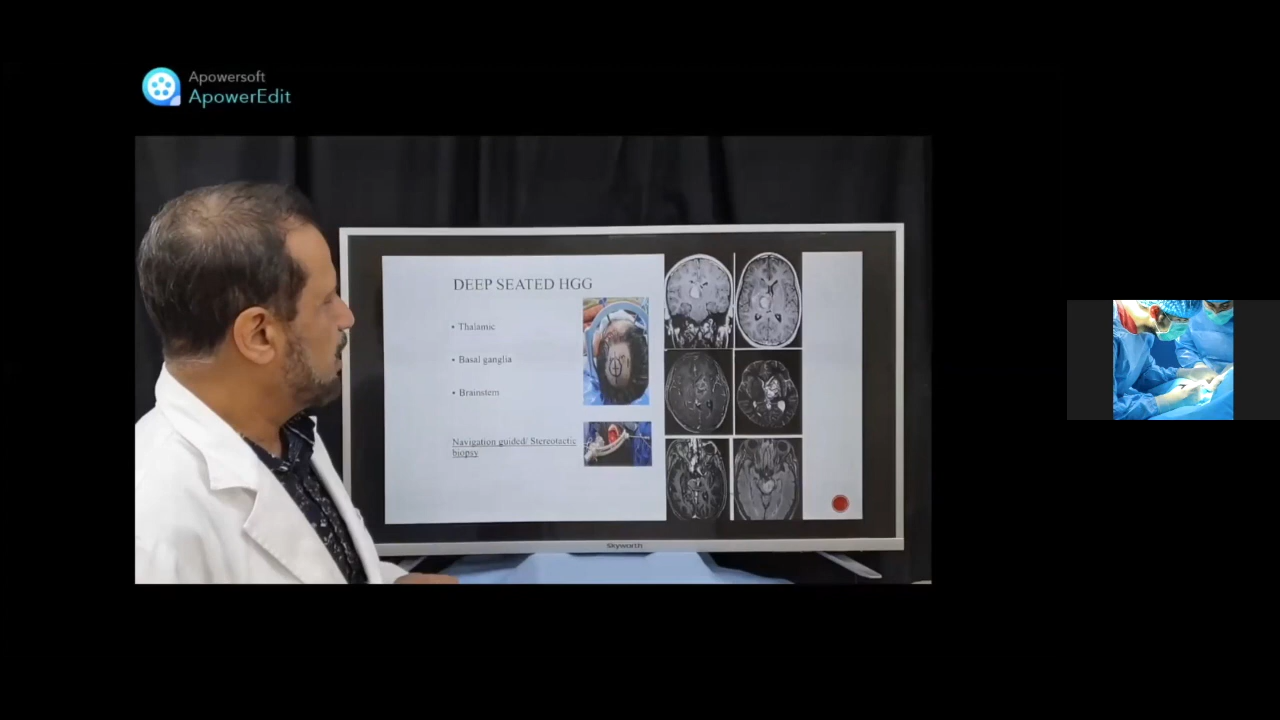 Apowersoft
ApowerEdit
DEEP SEATED HGG
• Thalamic
• Basal ganglia
• Brainstem
Navigation guided/ Stereotactic
biopsy
Skyworth